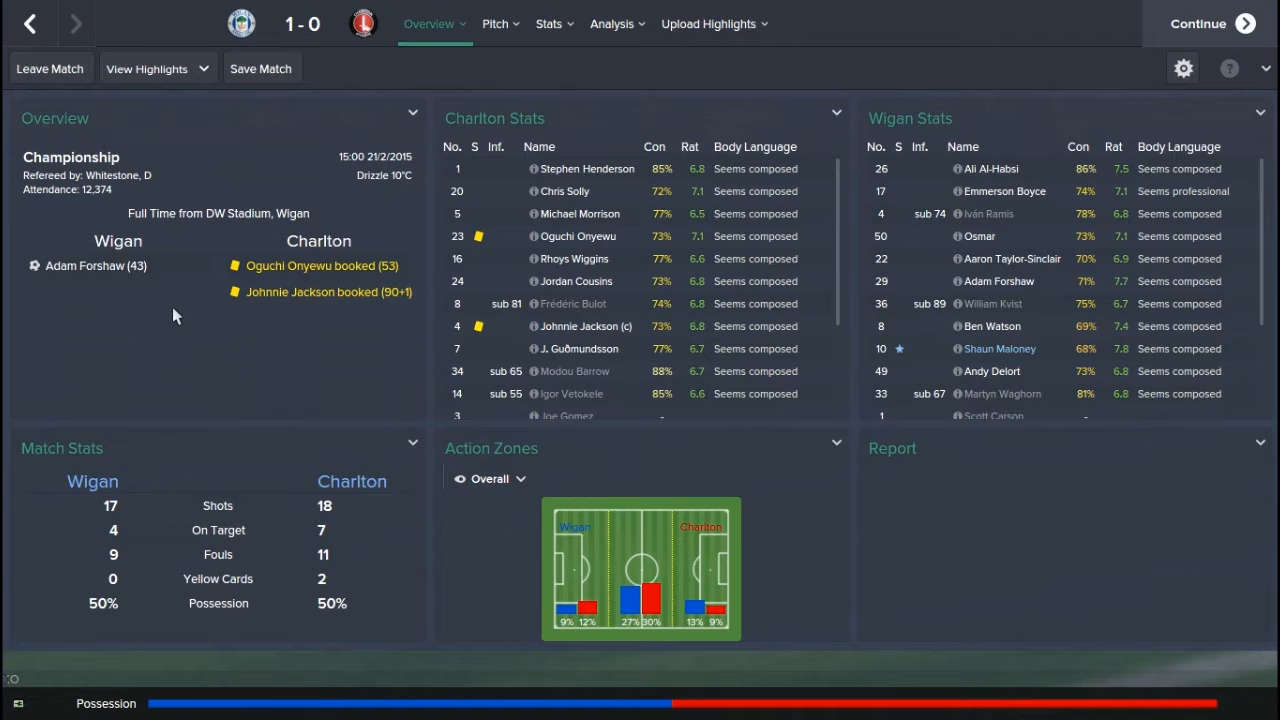 1 - 0
Overview
Pitch
Stats
Analysis
Upload Highlights
Continue
Leave Match
View Highlights
Save Match
?
Overview
Championship 15:00 21/2/2015
Refereed by: Whitestone, D Drizzle 10°C
Attendance: 12,374
Full Time from DW Stadium, Wigan
Wigan Charlton
Adam Forshaw (43) Oguchi Onyewu booked (53)
Johnnie Jackson booked (90+1)
Charlton Stats
No. S Inf. Name Con Rat Body Language
1 Stephen Henderson 85% 6.8 Seems composed
20 Chris Solly 72% 7.1 Seems composed
5 Michael Morrison 77% 6.5 Seems composed
23 Oguchi Onyewu 73% 7.1 Seems composed
16 Rhoys Wiggins 77% 6.6 Seems composed
24 Jordan Cousins 73% 6.8 Seems composed
8 sub 81 Frédéric Bulot 74% 6.8 Seems composed
4 Johnnie Jackson (c) 73% 6.8 Seems composed
7 J. Guðmundsson 77% 6.7 Seems composed
34 sub 65 Modou Barrow 88% 6.7 Seems composed
14 sub 55 Igor Vetokele 85% 6.6 Seems composed
3 Joe Gomez -
Wigan Stats
No. S Inf. Name Con Rat Body Language
26 Ali Al-Habsi 86% 7.5 Seems composed
17 Emmerson Boyce 74% 7.1 Seems professional
4 sub 74 Iván Ramis 78% 6.8 Seems composed
50 Osmar 73% 7.1 Seems composed
22 Aaron Taylor-Sinclair 70% 6.9 Seems composed
29 Adam Forshaw 71% 7.7 Seems composed
36 sub 89 William Kvist 75% 6.7 Seems composed
8 Ben Watson 69% 7.4 Seems composed
10 Shaun Maloney 68% 7.8 Seems composed
49 Andy Delort 73% 6.8 Seems composed
33 sub 67 Martyn Waghorn 81% 6.8 Seems composed
1 Scott Carson -
Match Stats
Wigan Charlton
17 Shots 18
4 On Target 7
9 Fouls 11
0 Yellow Cards 2
50% Possession 50%
Action Zones
Overall
Wigan Charlton
9% 12% 27% 30% 13% 9%
Report
Possession